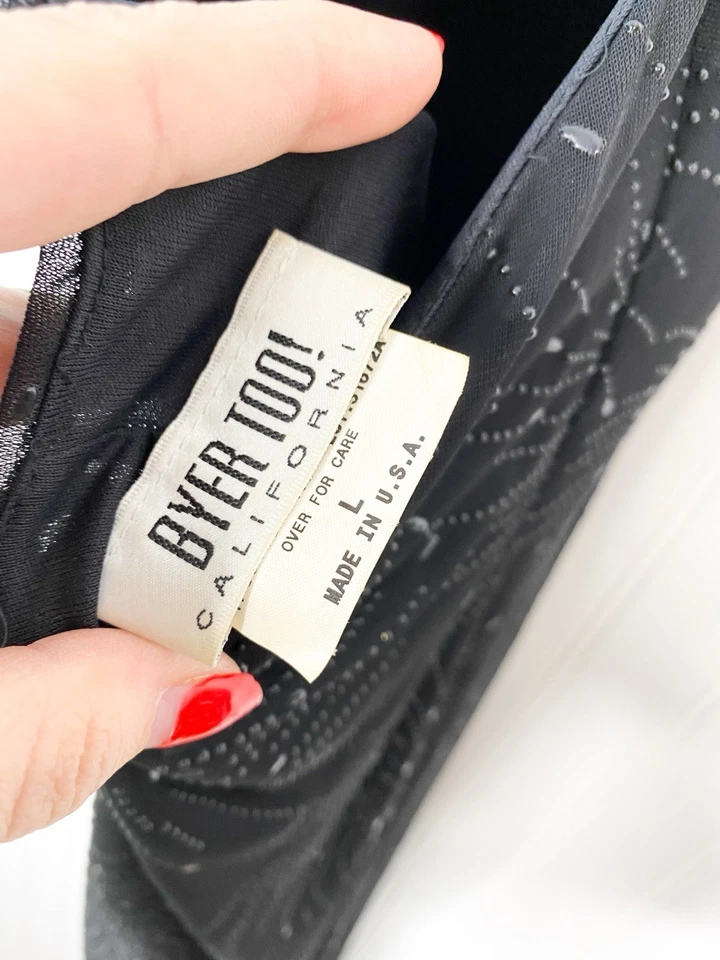 BYER TOO!
CALIFORNIA
OVER FOR CARE
L
MADE IN U.S.A.